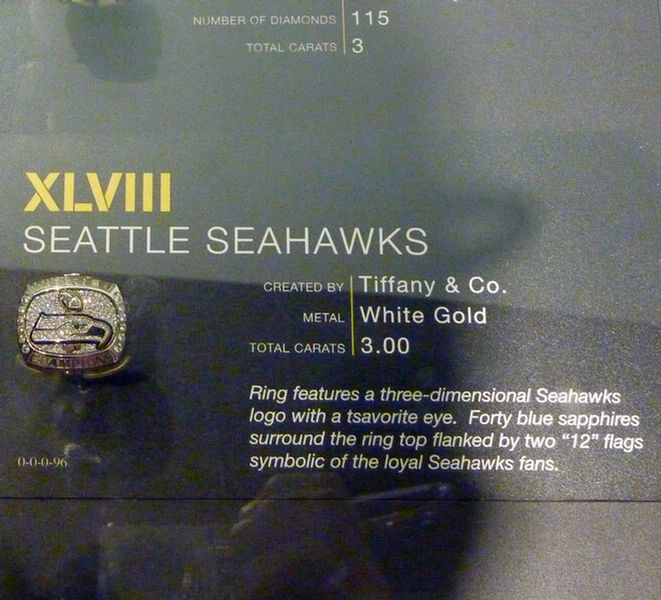 NUMBER OF DIAMONDS 115
TOTAL CARATS 3
XLVIII
SEATTLE SEAHAWKS
CREATED BY Tiffany & Co.
METAL White Gold
TOTAL CARATS 3.00
Ring features a three-dimensional Seahawks
logo with a tsavorite eye. Forty blue sapphires
surround the ring top flanked by two “12” flags
symbolic of the loyal Seahawks fans.
0-0-0-96